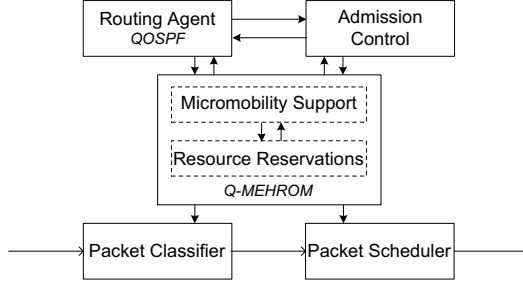 Routing Agent
QOSPF
Admission
Control
Micromobility Support
Resource Reservations
Q-MEHROM
Packet Classifier
Packet Scheduler